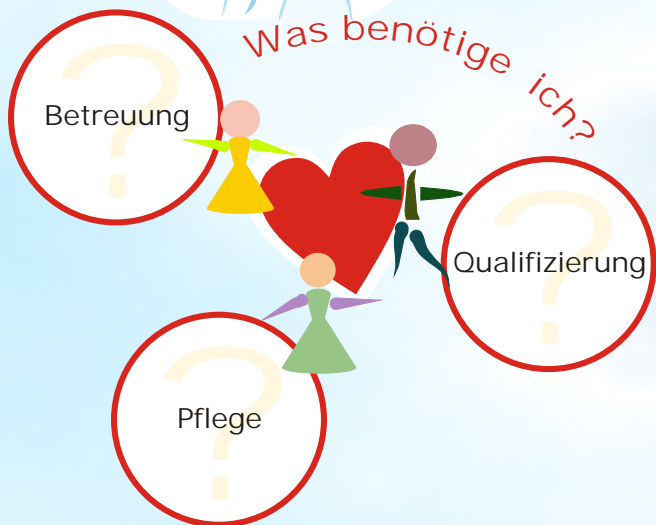 Was benötige ich?
Betreuung
Qualifizierung
Pflege